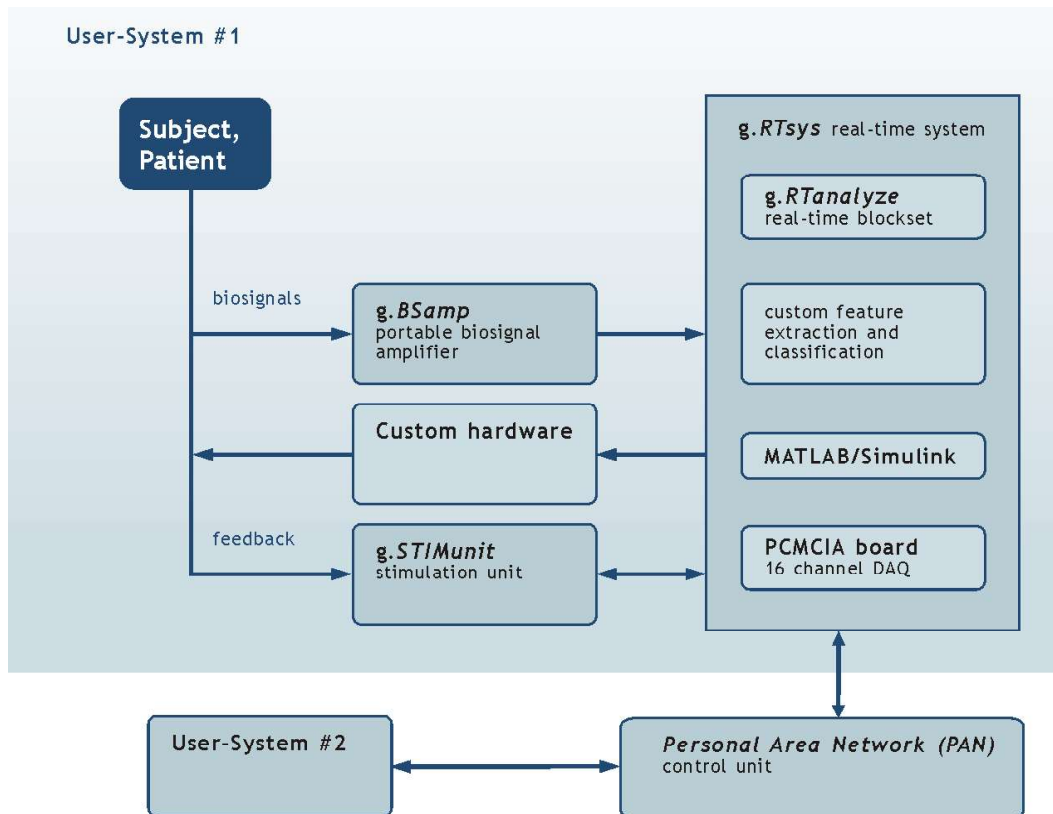 User-System #1
Subject,
Patient
biosignals
g.BSamp
portable biosignal
amplifier
Custom hardware
feedback
g.STIMunit
stimulation unit
g.RTsys real-time system
g.RTanalyze
real-time blockset
custom feature
extraction and
classification
MATLAB/Simulink
PCMCIA board
16 channel DAQ
User-System #2
Personal Area Network (PAN)
control unit